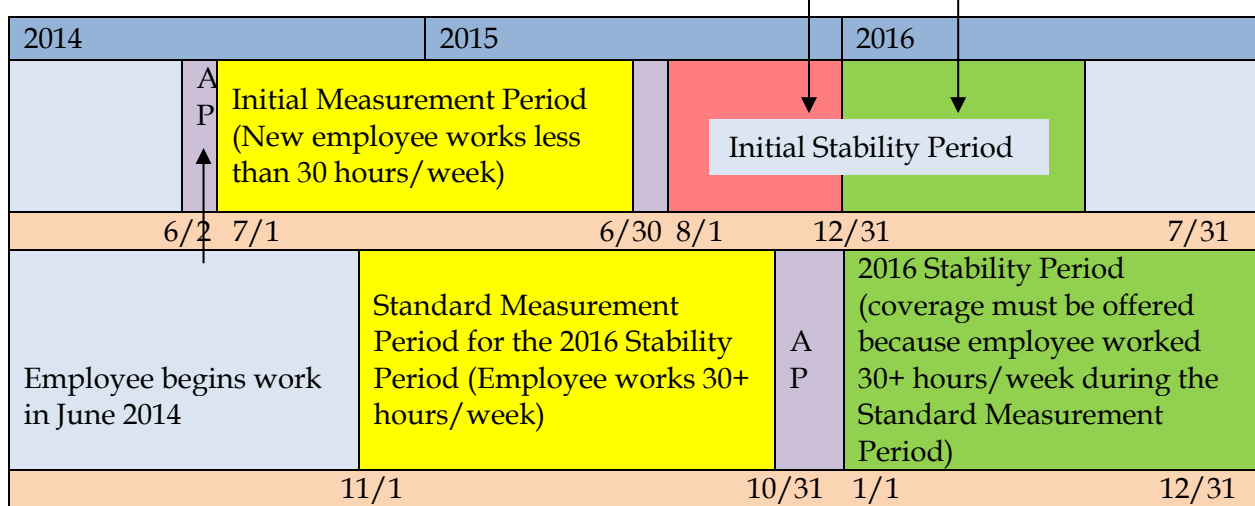 2014
2015
2016
A
P
Initial Measurement Period
(New employee works less
than 30 hours/week)
Initial Stability Period
6/2
7/1
6/30
8/1
12/31
7/31
Employee begins work
in June 2014
Standard Measurement
Period for the 2016 Stability
Period (Employee works 30+
hours/week)
A
P
2016 Stability Period
(coverage must be offered
because employee worked
30+ hours/week during the
Standard Measurement
Period)
11/1
10/31
1/1
12/31